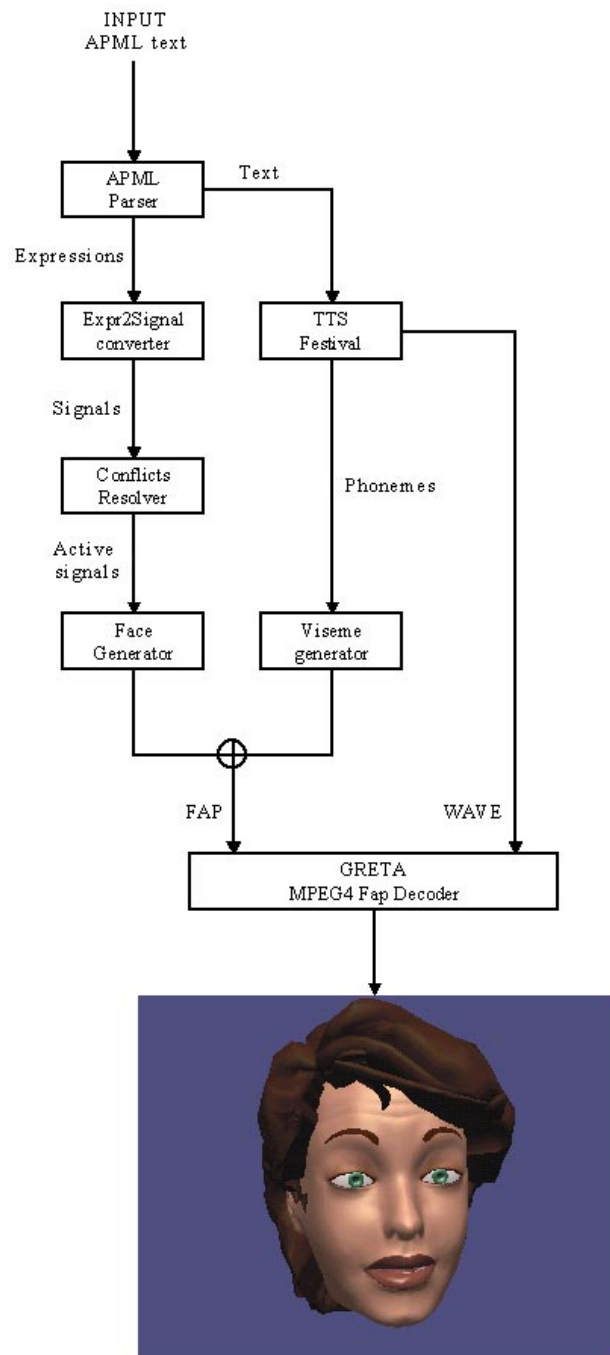 INPUT
APML text
APML
Parser
Text
Expressions
Expr2Signal
converter
TTS
Festival
Signals
Conflicts
Resolver
Phonemes
Active
signals
Face
Generator
Viseme
generator
FAP
WAVE
GRETA
MPEG4 Fap Decoder